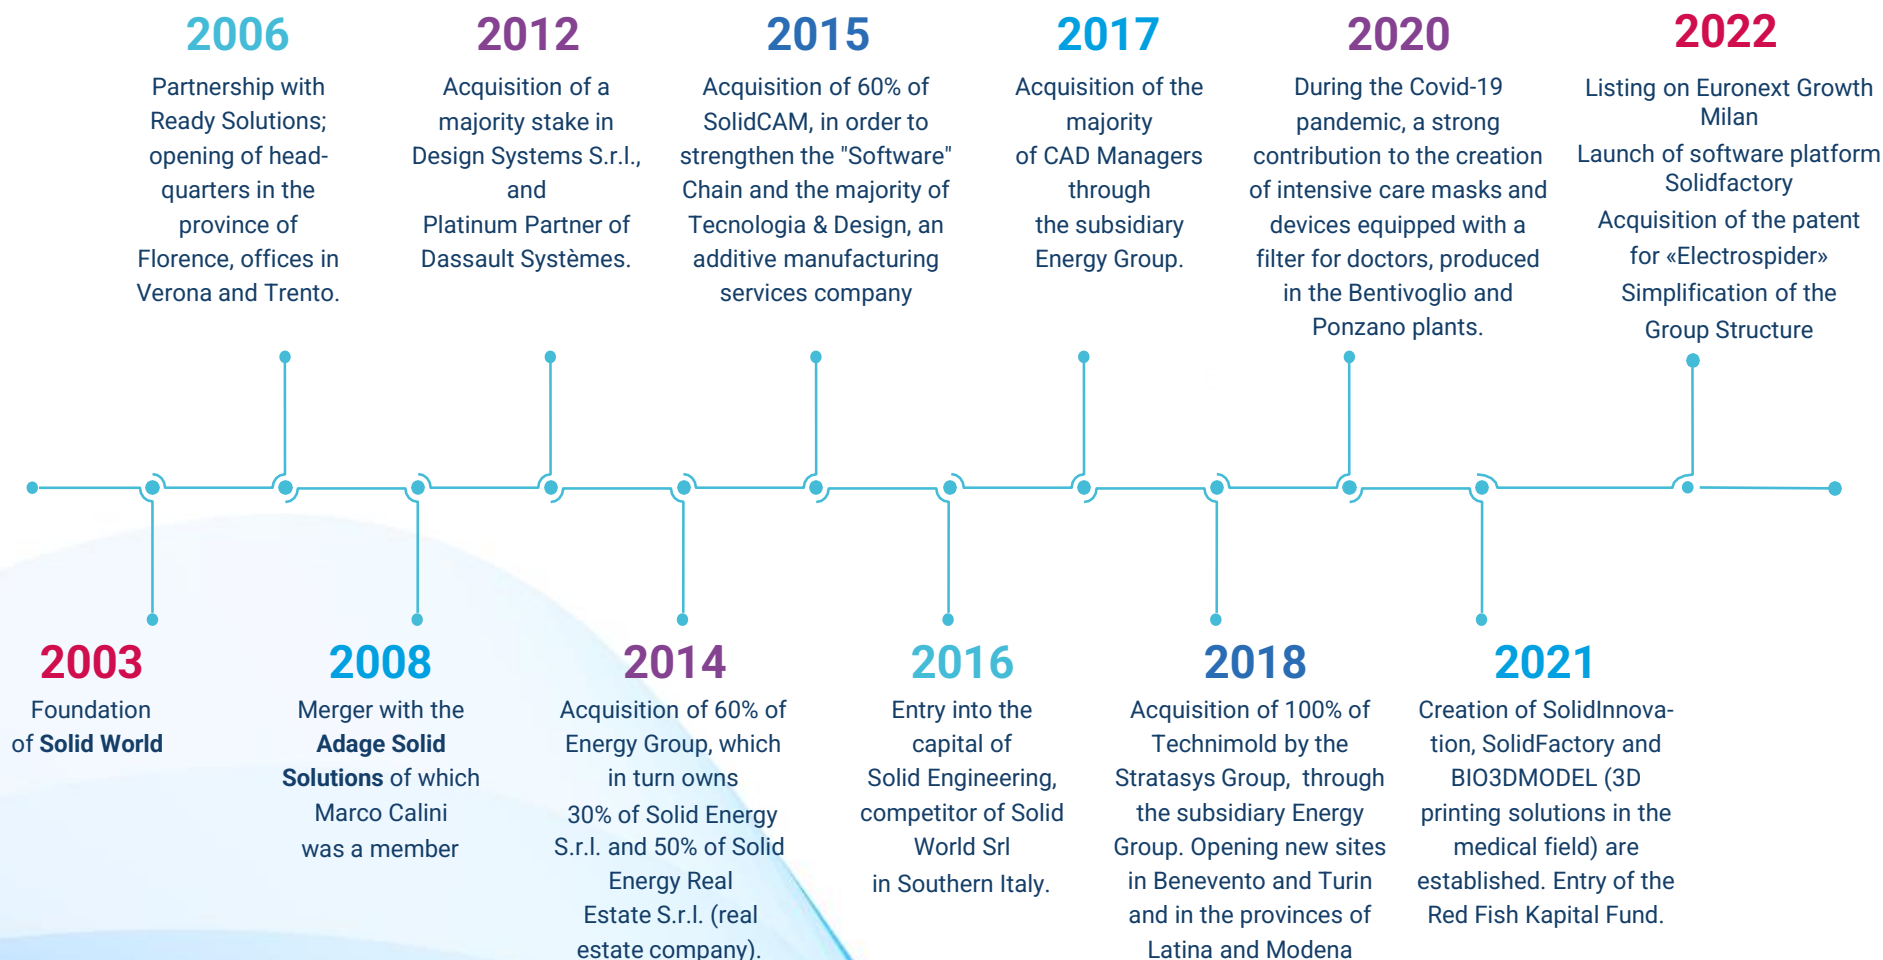 2006
Partnership with
Ready Solutions;
opening of head-
quarters in the
province of
Florence, offices in
Verona and Trento.
2012
Acquisition of a
majority stake in
Design Systems S.r.l.,
and
Platinum Partner of
Dassault Systèmes.
2015
Acquisition of 60% of
SolidCAM, in order to
strengthen the "Software"
Chain and the majority of
Tecnologia & Design, an
additive manufacturing
services company
2017
Acquisition of the
majority
of CAD Managers
through
the subsidiary
Energy Group.
2020
During the Covid-19
pandemic, a strong
contribution to the creation
of intensive care masks and
devices equipped with a
filter for doctors, produced
in the Bentivoglio and
Ponzano plants.
2022
Listing on Euronext Growth
Milan
Launch of software platform
Solidfactory
Acquisition of the patent
for «Electrospider»
Simplification of the
Group Structure
2003
Foundation
of Solid World
2008
Merger with the
Adage Solid
Solutions of which
Marco Calini
was a member
2014
Acquisition of 60% of
Energy Group, which
in turn owns
30% of Solid Energy
S.r.l. and 50% of Solid
Energy Real
Estate S.r.l. (real
estate company).
2016
Entry into the
capital of
Solid Engineering,
competitor of Solid
World Srl
in Southern Italy.
2018
Acquisition of 100% of
Technimold by the
Stratasys Group, through
the subsidiary Energy
Group. Opening new sites
in Benevento and Turin
and in the provinces of
Latina and Modena
2021
Creation of SolidInnova-
tion, SolidFactory and
BIO3DMODEL (3D
printing solutions in the
medical field) are
established. Entry of the
Red Fish Kapital Fund.